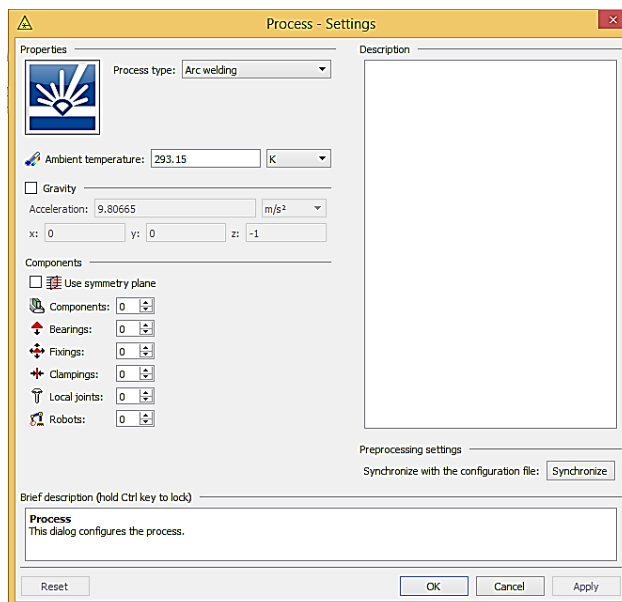 Process - Settings
Properties
Process type: Arc welding
Ambient temperature: 293.15 K
Gravity
Acceleration: 9.80665 m/s²
x: 0 y: 0 z: -1
Components
Use symmetry plane
Components: 0
Bearings: 0
Fixings: 0
Clampings: 0
Local joints: 0
Robots: 0
Description
Preprocessing settings
Synchronize with the configuration file: Synchronize
Brief description (hold Ctrl key to lock)
Process
This dialog configures the process.
Reset OK Cancel Apply